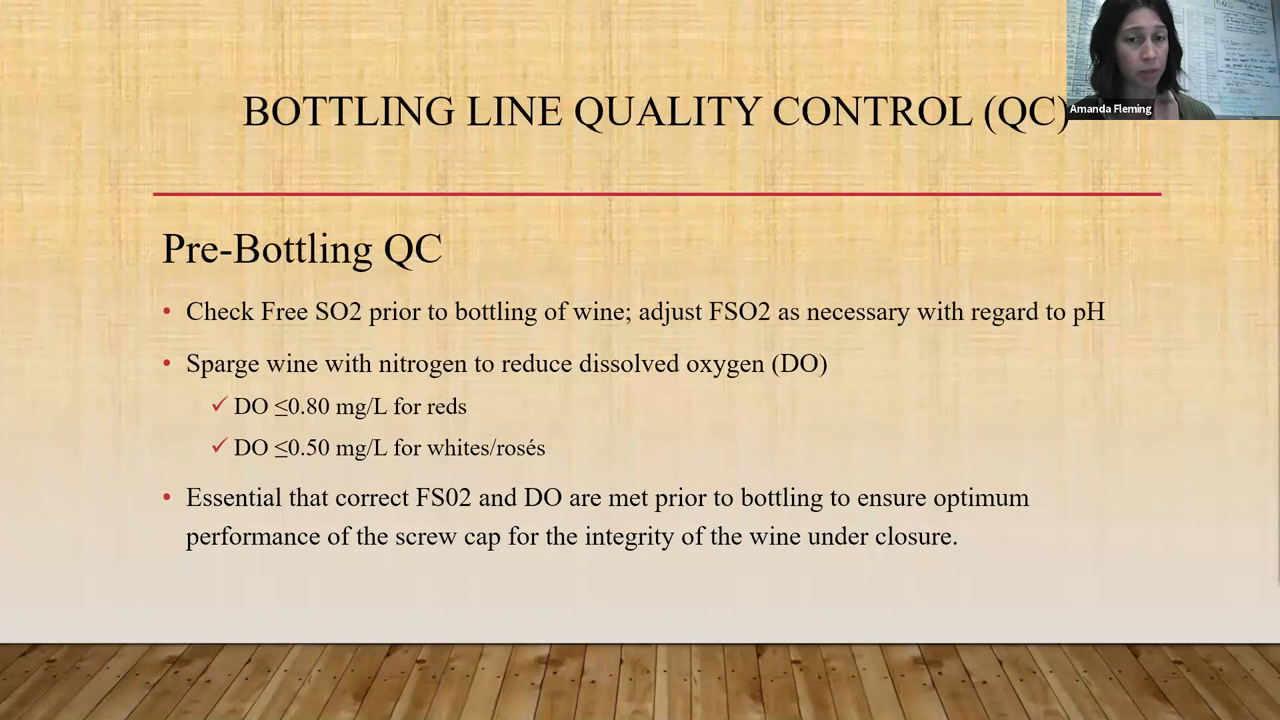 BOTTLING LINE QUALITY CONTROL (QC)
Amanda Fleming
Pre-Bottling QC
• Check Free SO2 prior to bottling of wine; adjust FSO2 as necessary with regard to pH
• Sparge wine with nitrogen to reduce dissolved oxygen (DO)
✓ DO ≤0.80 mg/L for reds
✓ DO ≤0.50 mg/L for whites/rosés
• Essential that correct FS02 and DO are met prior to bottling to ensure optimum
performance of the screw cap for the integrity of the wine under closure.